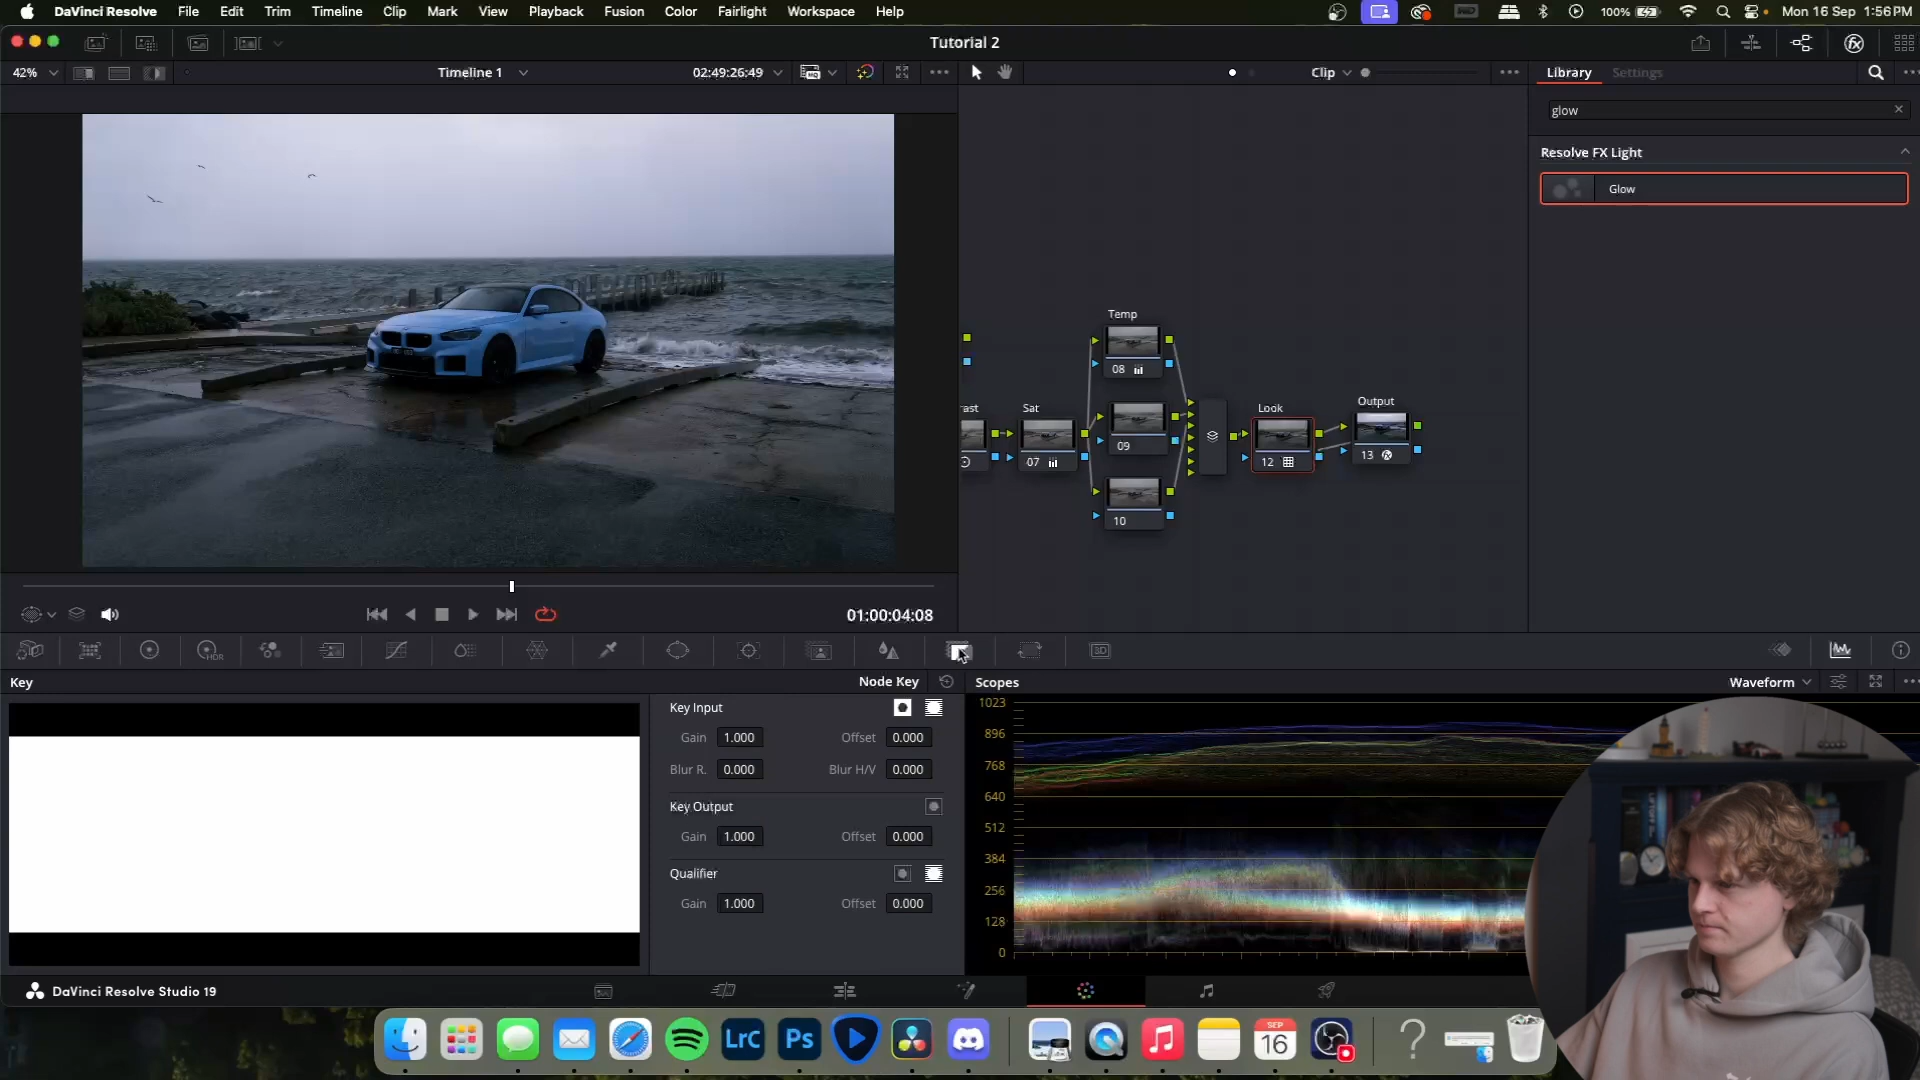 DaVinci Resolve File Edit Trim Timeline Clip Mark View Playback Fusion Color Fairlight Workspace Help 100% Mon 16 Sep 1:56PM
Tutorial 2
42% Timeline 1 02:49:26:49 Clip Library Settings
glow
Resolve FX Light
Glow
Temp
08
ast Sat 09 Look Output
07 12 13
10
01:00:04:08
HDR 3D
Key Node Key Scopes Waveform
Key Input
Gain 1.000 Offset 0.000
Blur R. 0.000 Blur H/V 0.000
Key Output
Gain 1.000 Offset 0.000
Qualifier
Gain 1.000 Offset 0.000
1023
896
768
640
512
384
256
128
0
DaVinci Resolve Studio 19
LrC Ps SEP 16 ?